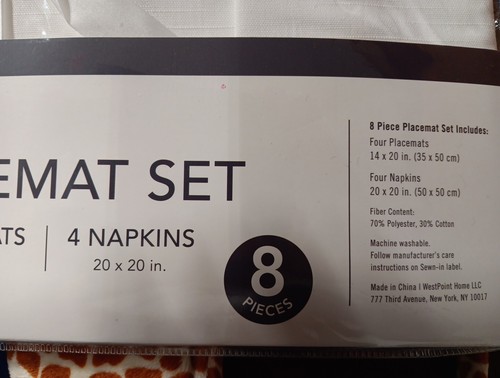 EMAT SET
ATS
4 NAPKINS
20 x 20 in.
8
PIECES
8 Piece Placemat Set Includes:
Four Placemats
14 x 20 in. (35 x 50 cm)
Four Napkins
20 x 20 in. (50 x 50 cm)
Fiber Content:
70% Polyester, 30% Cotton
Machine washable.
Follow manufacturer's care
instructions on Sewn-in label.
Made in China | WestPoint Home LLC
777 Third Avenue, New York, NY 10017